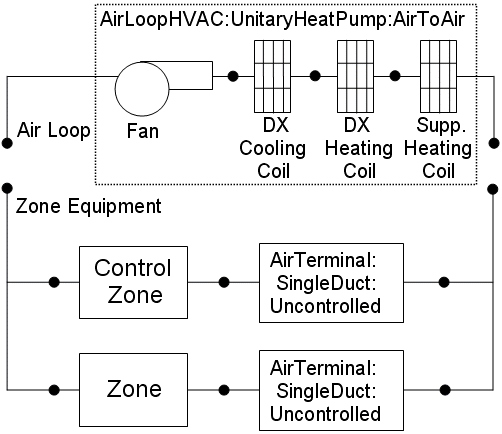 AirLoopHVAC:UnitaryHeatPump:AirToAir
Air Loop
Fan
DX
Cooling
Coil
DX
Heating
Coil
Supp.
Heating
Coil
Zone Equipment
Control
Zone
AirTerminal:
SingleDuct:
Uncontrolled
Zone
AirTerminal:
SingleDuct:
Uncontrolled